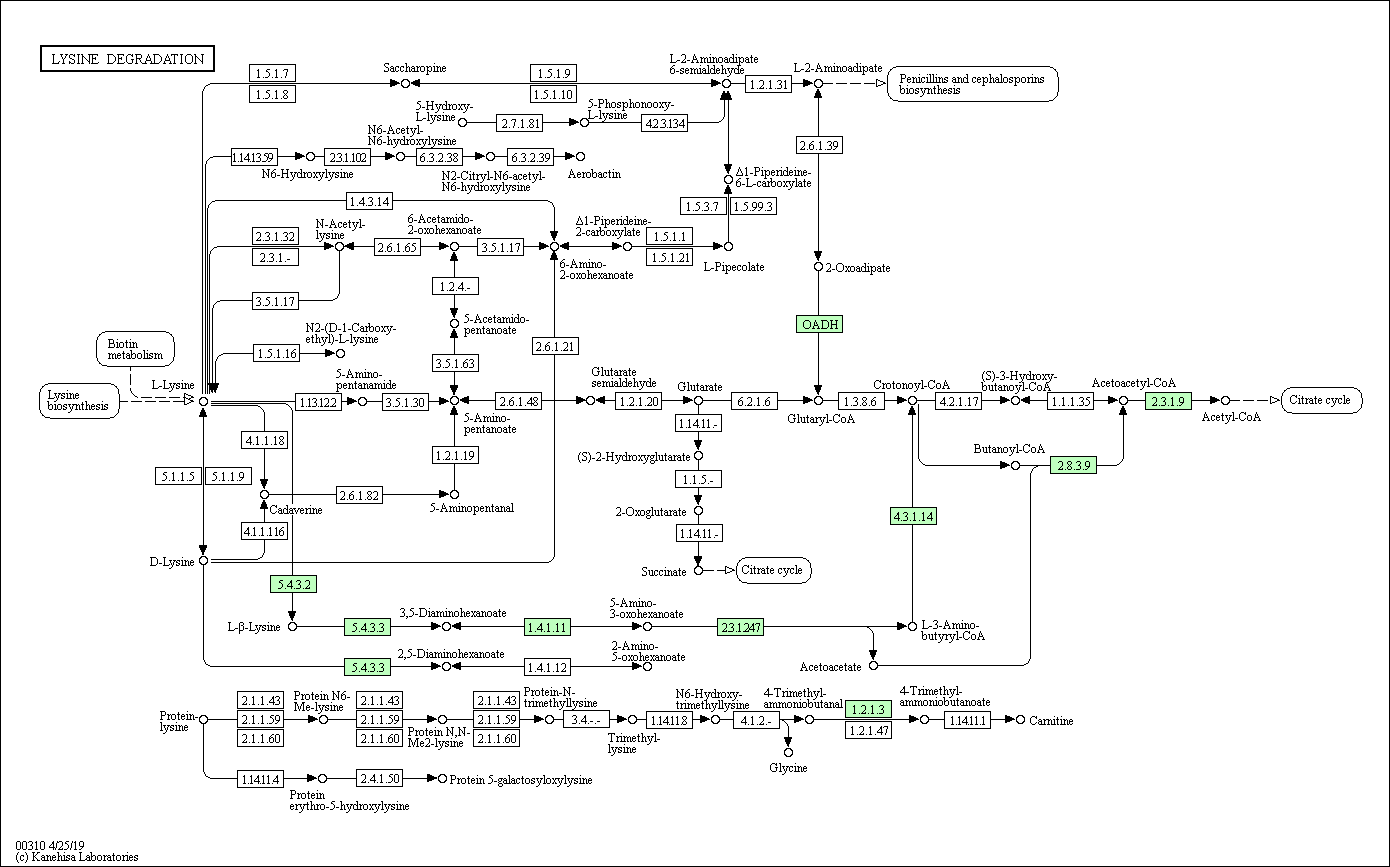 LYSINE DEGRADATION
1.5.1.7
1.5.1.8
Saccharopine
1.5.1.9
1.5.1.10
L-2-Aminoadipate
6-semialdehyde
1.2.1.31
L-2-Aminoadipate
Penicillins and cephalosporins
biosynthesis
5-Hydroxy-
L-lysine
2.7.1.81
5-Phosphonooxy-
L-lysine
4.2.3.134
N6-Acetyl-
N6-hydroxylysine
1.14.13.59
2.3.1.102
6.3.2.38
6.3.2.39
N6-Hydroxylysine
N2-Citryl-N6-acetyl-
N6-hydroxylysine
Aerobactin
2.6.1.39
Δ1-Piperideine-
6-L-carboxylate
1.4.3.14
1.5.3.7
1.5.99.3
2.3.1.32
2.3.1.-
N-Acetyl-
lysine
2.6.1.65
6-Acetamido-
2-oxohexanoate
3.5.1.17
Δ1-Piperideine-
2-carboxylate
1.5.1.1
1.5.1.21
L-Pipecolate
6-Amino-
2-oxohexanoate
2-Oxoadipate
1.2.4.-
3.5.1.17
5-Acetamido-
pentanoate
OADH
N2-(D-1-Carboxy-
ethyl)-L-lysine
1.5.1.16
2.6.1.21
3.5.1.63
Biotin
metabolism
L-Lysine
Lysine
biosynthesis
5-Amino-
pentanamide
1.13.12.2
3.5.1.30
5-Amino-
pentanoate
2.6.1.48
Glutarate
semialdehyde
1.2.1.20
Glutarate
6.2.1.6
Glutaryl-CoA
1.3.8.6
Crotonoyl-CoA
4.2.1.17
(S)-3-Hydroxy-
butanoyl-CoA
1.1.1.35
Acetoacetyl-CoA
2.3.1.9
Acetyl-CoA
Citrate cycle
1.14.11.-
4.1.1.18
1.2.1.19
(S)-2-Hydroxyglutarate
Butanoyl-CoA
2.8.3.9
5.1.1.5
5.1.1.9
1.1.5.-
Cadaverine
2.6.1.82
5-Aminopentanal
2-Oxoglutarate
4.3.1.14
4.1.1.116
1.14.11.-
D-Lysine
Succinate
Citrate cycle
5.4.3.2
L-β-Lysine
5.4.3.3
3,5-Diaminohexanoate
1.4.1.11
5-Amino-
3-oxohexanoate
2.3.1.247
L-3-Amino-
butyryl-CoA
5.4.3.3
2,5-Diaminohexanoate
1.4.1.12
2-Amino-
5-oxohexanoate
Acetoacetate
Protein-
lysine
2.1.1.43
2.1.1.59
2.1.1.60
Protein N6-
Me-lysine
2.1.1.43
2.1.1.59
2.1.1.60
Protein N,N-
Me2-lysine
2.1.1.43
2.1.1.59
2.1.1.60
Protein-N-
trimethyllysine
3.4.-.-
Trimethyl-
lysine
1.14.11.8
N6-Hydroxy-
trimethyllysine
4.1.2.-
4-Trimethyl-
ammoniobutanal
1.2.1.3
1.2.1.47
4-Trimethyl-
ammoniobutanoate
1.14.11.1
Carnitine
Glycine
1.14.11.4
Protein
erythro-5-hydroxylysine
2.4.1.50
Protein 5-galactosyloxylysine
00310 4/25/19
(c) Kanehisa Laboratories